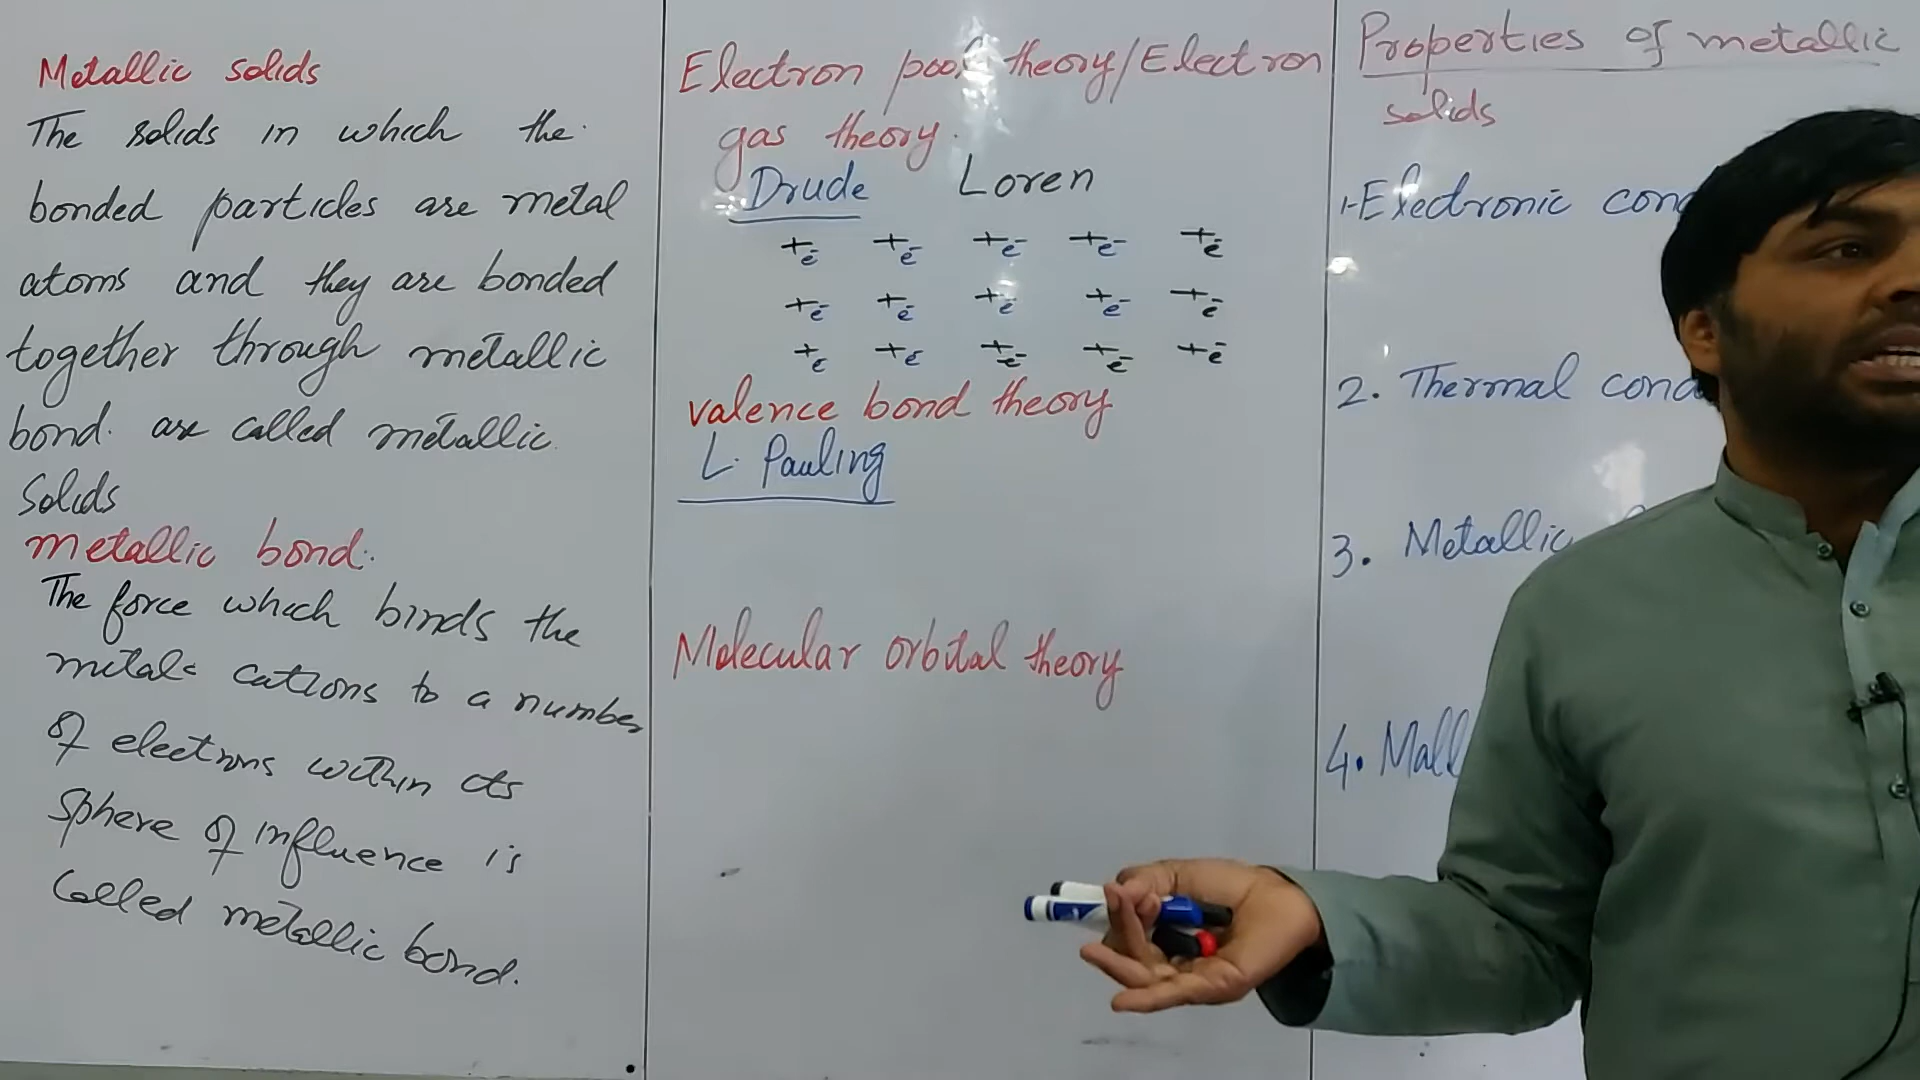 Metallic solids
The solids in which the
bonded particles are metal
atoms and they are bonded
together through metallic
bond. are called metallic
Solids
metallic bond.
The force which binds the
metals cations to a number
of electrons within its
sphere of influence is
Called metallic bond.
Electron pool theory/Electron
gas theory.
Drude Loren
+e- +e- +e- +e- +e-
+e- +e- +e- +e- +e-
+e +e +e- +e- +e-
valence bond theory
L. Pauling
Molecular orbital theory
Properties of metallic
solids
1-Electronic con
2. Thermal con
3. Metallic
4. Mall